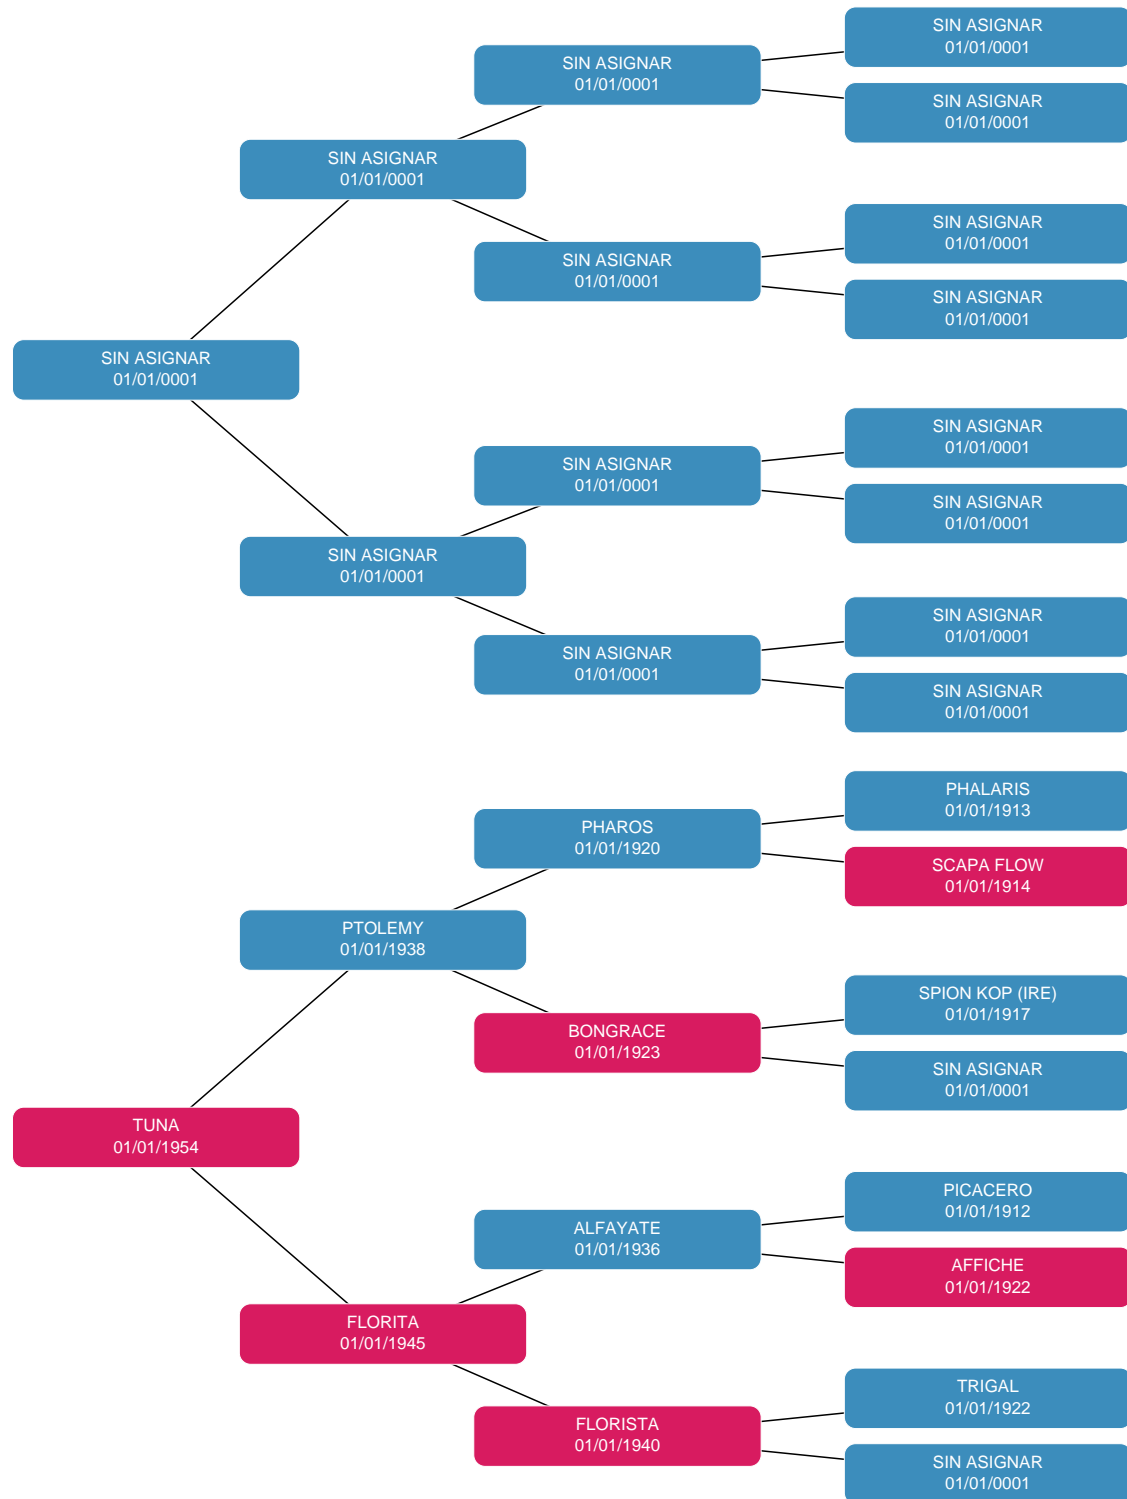 SIN ASIGNAR
01/01/0001
SIN ASIGNAR
01/01/0001
SIN ASIGNAR
01/01/0001
SIN ASIGNAR
01/01/0001
SIN ASIGNAR
01/01/0001
SIN ASIGNAR
01/01/0001
SIN ASIGNAR
01/01/0001
SIN ASIGNAR
01/01/0001
SIN ASIGNAR
01/01/0001
SIN ASIGNAR
01/01/0001
SIN ASIGNAR
01/01/0001
SIN ASIGNAR
01/01/0001
SIN ASIGNAR
01/01/0001
SIN ASIGNAR
01/01/0001
SIN ASIGNAR
01/01/0001
PHALARIS
01/01/1913
PHAROS
01/01/1920
SCAPA FLOW
01/01/1914
PTOLEMY
01/01/1938
SPION KOP (IRE)
01/01/1917
BONGRACE
01/01/1923
SIN ASIGNAR
01/01/0001
TUNA
01/01/1954
PICACERO
01/01/1912
ALFAYATE
01/01/1936
AFFICHE
01/01/1922
FLORITA
01/01/1945
TRIGAL
01/01/1922
FLORISTA
01/01/1940
SIN ASIGNAR
01/01/0001